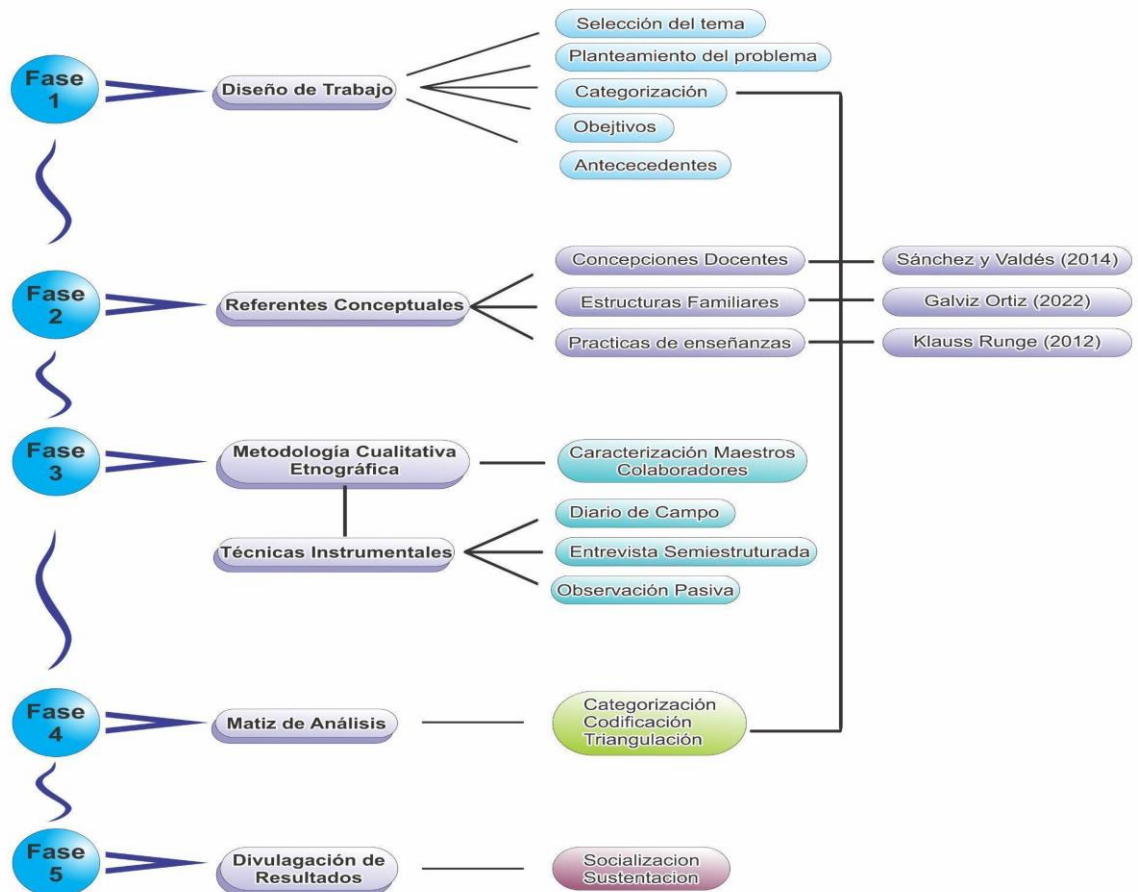 Fase
1
Diseño de Trabajo
Selección del tema
Planteamiento del problema
Categorización
Obejtivos
Antececedentes
Fase
2
Referentes Conceptuales
Concepciones Docentes
Sánchez y Valdés (2014)
Estructuras Familiares
Galviz Ortiz (2022)
Practicas de enseñanzas
Klauss Runge (2012)
Fase
3
Metodología Cualitativa
Etnográfica
Caracterización Maestros
Colaboradores
Técnicas Instrumentales
Diario de Campo
Entrevista Semiestruturada
Observación Pasiva
Fase
4
Matiz de Análisis
Categorización
Codificación
Triangulación
Fase
5
Divulagación de
Resultados
Socializacion
Sustentacion